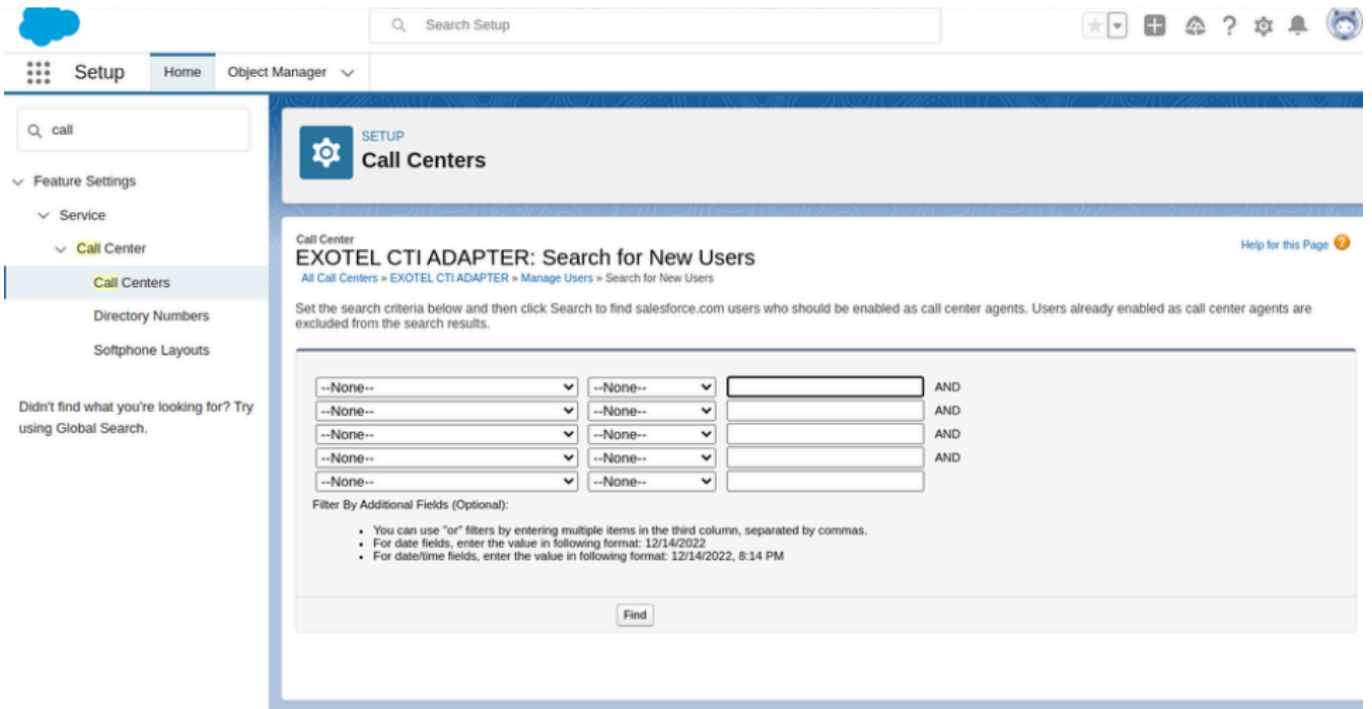 Search Setup
Setup
Home
Object Manager
call
Feature Settings
Service
Call Center
Call Centers
Directory Numbers
Softphone Layouts
Didn't find what you're looking for? Try
using Global Search.
SETUP
Call Centers
Call Center
EXOTEL CTI ADAPTER: Search for New Users
Help for this Page
All Call Centers » EXOTEL CTI ADAPTER » Manage Users » Search for New Users
Set the search criteria below and then click Search to find salesforce.com users who should be enabled as call center agents. Users already enabled as call center agents are
excluded from the search results.
--None-- --None-- AND
--None-- --None-- AND
--None-- --None-- AND
--None-- --None-- AND
--None-- --None--
Filter By Additional Fields (Optional):
• You can use "or" filters by entering multiple items in the third column, separated by commas.
• For date fields, enter the value in following format: 12/14/2022
• For date/time fields, enter the value in following format: 12/14/2022, 8:14 PM
Find